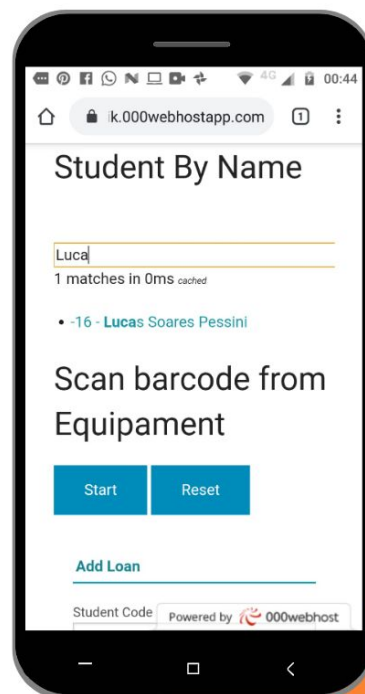 4G 00:44
k.000webhostapp.com 1
Student By Name
Luca
1 matches in 0ms cached
• -16 - Lucas Soares Pessini
Scan barcode from
Equipament
Start Reset
Add Loan
Student Code
Powered by 000webhost